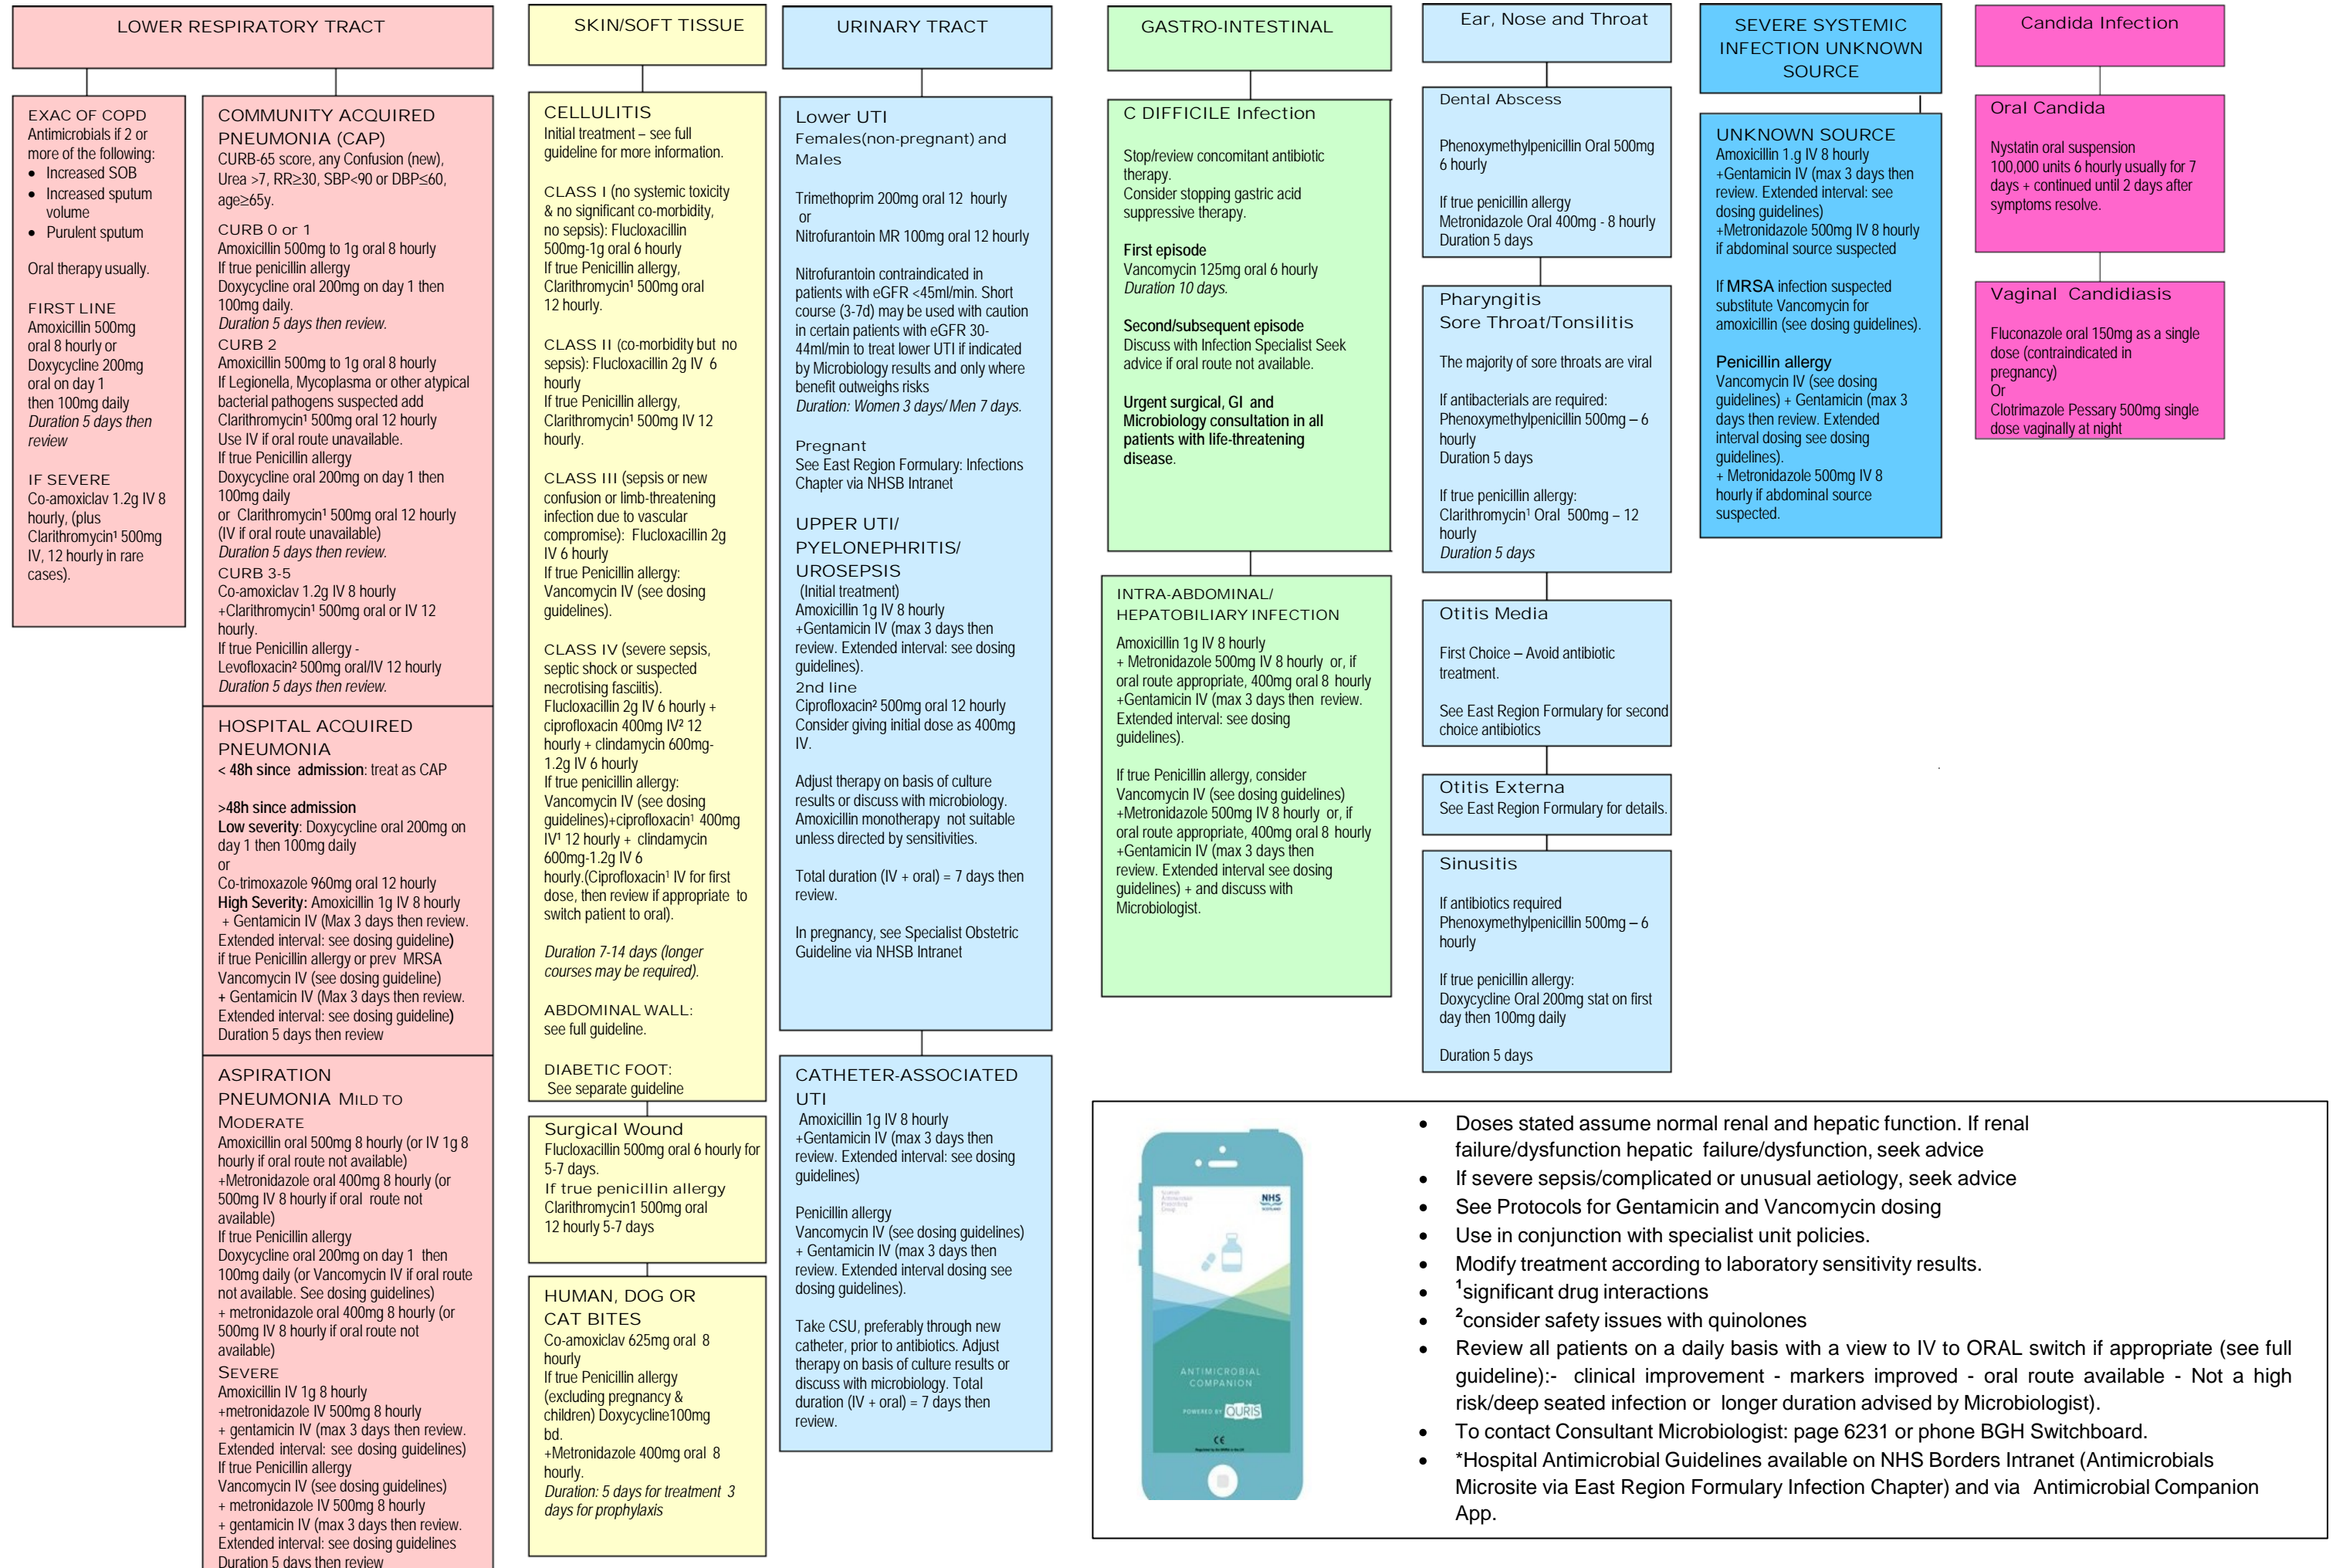 LOWER RESPIRATORY TRACT
EXAC OF COPD
Antimicrobials if 2 or
more of the following:
• Increased SOB
• Increased sputum
volume
• Purulent sputum
Oral therapy usually.
FIRST LINE
Amoxicillin 500mg
oral 8 hourly or
Doxycycline 200mg
oral on day 1
then 100mg daily
Duration 5 days then
review
IF SEVERE
Co-amoxiclav 1.2g IV 8
hourly, (plus
Clarithromycin¹ 500mg
IV, 12 hourly in rare
cases).
COMMUNITY ACQUIRED
PNEUMONIA (CAP)
CURB-65 score, any Confusion (new),
Urea >7, RR≥30, SBP<90 or DBP≤60,
age≥65y.
CURB 0 or 1
Amoxicillin 500mg to 1g oral 8 hourly
If true penicillin allergy
Doxycycline oral 200mg on day 1 then
100mg daily.
Duration 5 days then review.
CURB 2
Amoxicillin 500mg to 1g oral 8 hourly
If Legionella, Mycoplasma or other atypical
bacterial pathogens suspected add
Clarithromycin¹ 500mg oral 12 hourly
Use IV if oral route unavailable.
If true Penicillin allergy
Doxycycline oral 200mg on day 1 then
100mg daily
or Clarithromycin¹ 500mg oral 12 hourly
(IV if oral route unavailable)
Duration 5 days then review.
CURB 3-5
Co-amoxiclav 1.2g IV 8 hourly
+Clarithromycin¹ 500mg oral or IV 12
hourly.
If true Penicillin allergy -
Levofloxacin² 500mg oral/IV 12 hourly
Duration 5 days then review.
HOSPITAL ACQUIRED
PNEUMONIA
< 48h since admission: treat as CAP
>48h since admission
Low severity: Doxycycline oral 200mg on
day 1 then 100mg daily
or
Co-trimoxazole 960mg oral 12 hourly
High Severity: Amoxicillin 1g IV 8 hourly
+ Gentamicin IV (Max 3 days then review.
Extended interval: see dosing guideline)
if true Penicillin allergy or prev MRSA
Vancomycin IV (see dosing guideline)
+ Gentamicin IV (Max 3 days then review.
Extended interval: see dosing guideline)
Duration 5 days then review
ASPIRATION
PNEUMONIA MILD TO
MODERATE
Amoxicillin oral 500mg 8 hourly (or IV 1g 8
hourly if oral route not available)
+Metronidazole oral 400mg 8 hourly (or
500mg IV 8 hourly if oral route not
available)
If true Penicillin allergy
Doxycycline oral 200mg on day 1 then
100mg daily (or Vancomycin IV if oral route
not available. See dosing guidelines)
+ metronidazole oral 400mg 8 hourly (or
500mg IV 8 hourly if oral route not
available)
SEVERE
Amoxicillin IV 1g 8 hourly
+metronidazole IV 500mg 8 hourly
+ gentamicin IV (max 3 days then review.
Extended interval: see dosing guidelines)
If true Penicillin allergy
Vancomycin IV (see dosing guidelines)
+ metronidazole IV 500mg 8 hourly
+ gentamicin IV (max 3 days then review.
Extended interval: see dosing guidelines
Duration 5 days then review
SKIN/SOFT TISSUE
CELLULITIS
Initial treatment – see full
guideline for more information.
CLASS I (no systemic toxicity
& no significant co-morbidity,
no sepsis): Flucloxacillin
500mg-1g oral 6 hourly
If true Penicillin allergy,
Clarithromycin¹ 500mg oral
12 hourly.
CLASS II (co-morbidity but no
sepsis): Flucloxacillin 2g IV 6
hourly
If true Penicillin allergy,
Clarithromycin¹ 500mg IV 12
hourly.
CLASS III (sepsis or new
confusion or limb-threatening
infection due to vascular
compromise): Flucloxacillin 2g
IV 6 hourly
If true Penicillin allergy:
Vancomycin IV (see dosing
guidelines).
CLASS IV (severe sepsis,
septic shock or suspected
necrotising fasciitis).
Flucloxacillin 2g IV 6 hourly +
ciprofloxacin 400mg IV² 12
hourly + clindamycin 600mg-
1.2g IV 6 hourly
If true penicillin allergy:
Vancomycin IV (see dosing
guidelines)+ciprofloxacin¹ 400mg
IV¹ 12 hourly + clindamycin
600mg-1.2g IV 6
hourly.(Ciprofloxacin¹ IV for first
dose, then review if appropriate to
switch patient to oral).
Duration 7-14 days (longer
courses may be required).
ABDOMINAL WALL:
see full guideline.
DIABETIC FOOT:
See separate guideline
Surgical Wound
Flucloxacillin 500mg oral 6 hourly for
5-7 days.
If true penicillin allergy
Clarithromycin1 500mg oral
12 hourly 5-7 days
HUMAN, DOG OR
CAT BITES
Co-amoxiclav 625mg oral 8
hourly
If true Penicillin allergy
(excluding pregnancy &
children) Doxycycline100mg
bd.
+Metronidazole 400mg oral 8
hourly.
Duration: 5 days for treatment 3
days for prophylaxis
URINARY TRACT
Lower UTI
Females(non-pregnant) and
Males
Trimethoprim 200mg oral 12 hourly
or
Nitrofurantoin MR 100mg oral 12 hourly
Nitrofurantoin contraindicated in
patients with eGFR <45ml/min. Short
course (3-7d) may be used with caution
in certain patients with eGFR 30-
44ml/min to treat lower UTI if indicated
by Microbiology results and only where
benefit outweighs risks
Duration: Women 3 days/ Men 7 days.
Pregnant
See East Region Formulary: Infections
Chapter via NHSB Intranet
UPPER UTI/
PYELONEPHRITIS/
UROSEPSIS
(Initial treatment)
Amoxicillin 1g IV 8 hourly
+Gentamicin IV (max 3 days then
review. Extended interval: see dosing
guidelines).
2nd line
Ciprofloxacin² 500mg oral 12 hourly
Consider giving initial dose as 400mg
IV.
Adjust therapy on basis of culture
results or discuss with microbiology.
Amoxicillin monotherapy not suitable
unless directed by sensitivities.
Total duration (IV + oral) = 7 days then
review.
In pregnancy, see Specialist Obstetric
Guideline via NHSB Intranet
CATHETER-ASSOCIATED
UTI
Amoxicillin 1g IV 8 hourly
+Gentamicin IV (max 3 days then
review. Extended interval: see dosing
guidelines)
Penicillin allergy
Vancomycin IV (see dosing guidelines)
+ Gentamicin IV (max 3 days then
review. Extended interval dosing see
dosing guidelines).
Take CSU, preferably through new
catheter, prior to antibiotics. Adjust
therapy on basis of culture results or
discuss with microbiology. Total
duration (IV + oral) = 7 days then
review.
GASTRO-INTESTINAL
C DIFFICILE Infection
Stop/review concomitant antibiotic
therapy.
Consider stopping gastric acid
suppressive therapy.
First episode
Vancomycin 125mg oral 6 hourly
Duration 10 days.
Second/subsequent episode
Discuss with Infection Specialist Seek
advice if oral route not available.
Urgent surgical, GI and
Microbiology consultation in all
patients with life-threatening
disease.
INTRA-ABDOMINAL/
HEPATOBILIARY INFECTION
Amoxicillin 1g IV 8 hourly
+ Metronidazole 500mg IV 8 hourly or, if
oral route appropriate, 400mg oral 8 hourly
+Gentamicin IV (max 3 days then review.
Extended interval: see dosing
guidelines).
If true Penicillin allergy, consider
Vancomycin IV (see dosing guidelines)
+Metronidazole 500mg IV 8 hourly or, if
oral route appropriate, 400mg oral 8 hourly
+Gentamicin IV (max 3 days then
review. Extended interval see dosing
guidelines) + and discuss with
Microbiologist.
Ear, Nose and Throat
Dental Abscess
Phenoxymethylpenicillin Oral 500mg
6 hourly
If true penicillin allergy
Metronidazole Oral 400mg - 8 hourly
Duration 5 days
Pharyngitis
Sore Throat/Tonsilitis
The majority of sore throats are viral
If antibacterials are required:
Phenoxymethylpenicillin 500mg – 6
hourly
Duration 5 days
If true penicillin allergy:
Clarithromycin¹ Oral 500mg – 12
hourly
Duration 5 days
Otitis Media
First Choice – Avoid antibiotic
treatment.
See East Region Formulary for second
choice antibiotics
Otitis Externa
See East Region Formulary for details.
Sinusitis
If antibiotics required
Phenoxymethylpenicillin 500mg – 6
hourly
If true penicillin allergy:
Doxycycline Oral 200mg stat on first
day then 100mg daily
Duration 5 days
SEVERE SYSTEMIC
INFECTION UNKNOWN
SOURCE
UNKNOWN SOURCE
Amoxicillin 1.g IV 8 hourly
+Gentamicin IV (max 3 days then
review. Extended interval: see
dosing guidelines)
+Metronidazole 500mg IV 8 hourly
if abdominal source suspected
If MRSA infection suspected
substitute Vancomycin for
amoxicillin (see dosing guidelines).
Penicillin allergy
Vancomycin IV (see dosing
guidelines) + Gentamicin (max 3
days then review. Extended
interval dosing see dosing
guidelines).
+ Metronidazole 500mg IV 8
hourly if abdominal source
suspected.
Candida Infection
Oral Candida
Nystatin oral suspension
100,000 units 6 hourly usually for 7
days + continued until 2 days after
symptoms resolve.
Vaginal Candidiasis
Fluconazole oral 150mg as a single
dose (contraindicated in
pregnancy)
Or
Clotrimazole Pessary 500mg single
dose vaginally at night
Scottish
Antimicrobial
Prescribing
Group
NHS
SCOTLAND
ANTIMICROBIAL
COMPANION
POWERED BY QURIS
CE
• Doses stated assume normal renal and hepatic function. If renal
failure/dysfunction hepatic failure/dysfunction, seek advice
• If severe sepsis/complicated or unusual aetiology, seek advice
• See Protocols for Gentamicin and Vancomycin dosing
• Use in conjunction with specialist unit policies.
• Modify treatment according to laboratory sensitivity results.
• ¹significant drug interactions
• ²consider safety issues with quinolones
• Review all patients on a daily basis with a view to IV to ORAL switch if appropriate (see full
guideline):- clinical improvement - markers improved - oral route available - Not a high
risk/deep seated infection or longer duration advised by Microbiologist).
• To contact Consultant Microbiologist: page 6231 or phone BGH Switchboard.
• *Hospital Antimicrobial Guidelines available on NHS Borders Intranet (Antimicrobials
Microsite via East Region Formulary Infection Chapter) and via Antimicrobial Companion
App.